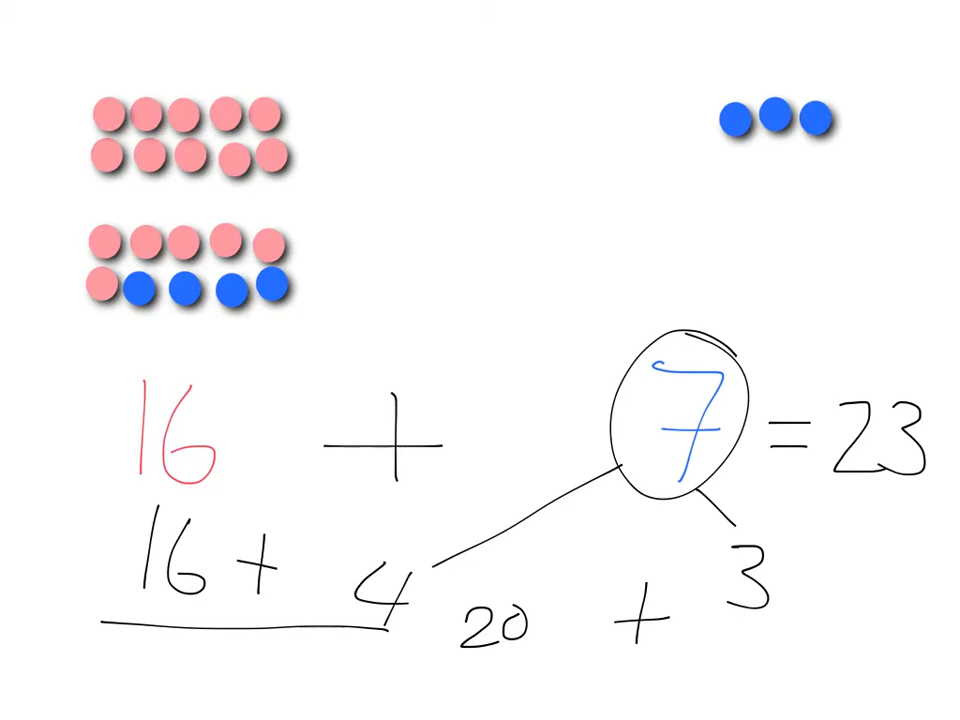 16 + 7 = 23
16 + 4
20 + 3